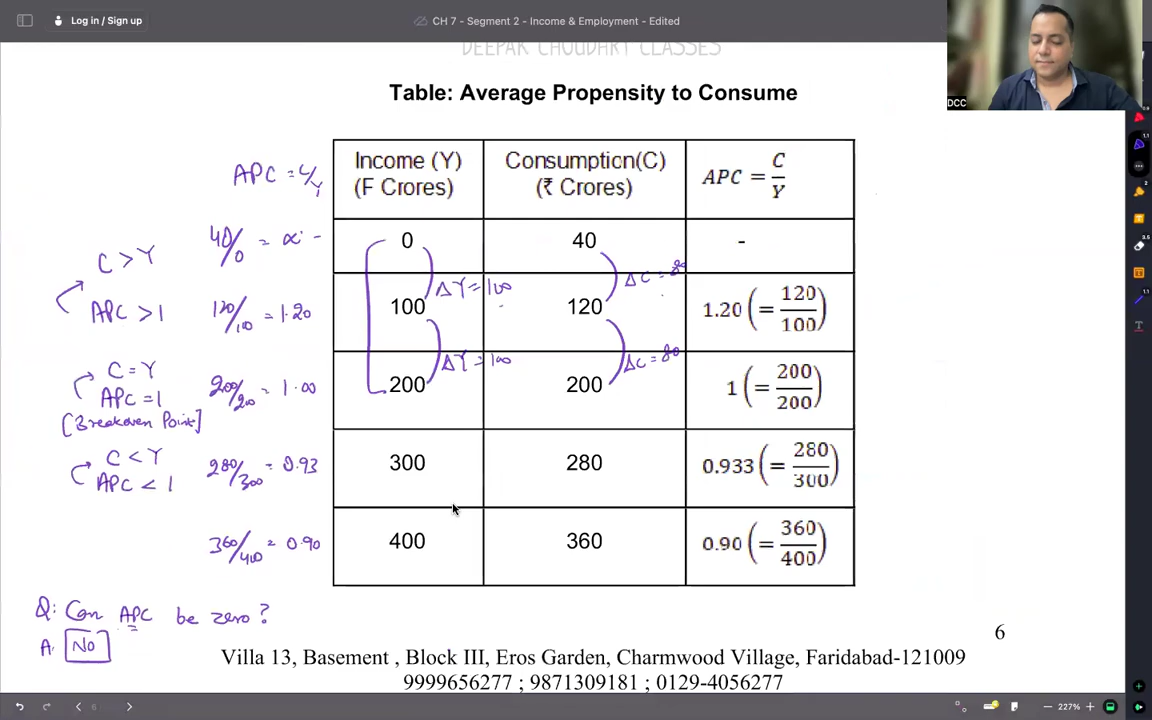 Log in / Sign up
CH 7 - Segment 2 - Income & Employment - Edited
DEEPAK CHOUDHARY CLASSES
DCC
Table: Average Propensity to Consume
APC = C/Y
Income (Y)
(F Crores)
Consumption(C)
(₹ Crores)
APC = C/Y
40/0 = ∝ -
0
40
-
C > Y
APC > 1
ΔY = 100
ΔC = 80
120/100 = 1.20
100
120
1.20 (= 120/100)
C = Y
APC = 1
[Breakeven Point]
ΔY = 100
ΔC = 80
200/200 = 1.00
200
200
1 (= 200/200)
C < Y
APC < 1
280/300 = 0.93
300
280
0.933 (= 280/300)
360/400 = 0.90
400
360
0.90 (= 360/400)
Q: Can APC be zero?
A: No
6
Villa 13, Basement , Block III, Eros Garden, Charmwood Village, Faridabad-121009
9999656277 ; 9871309181 ; 0129-4056277
6
227%